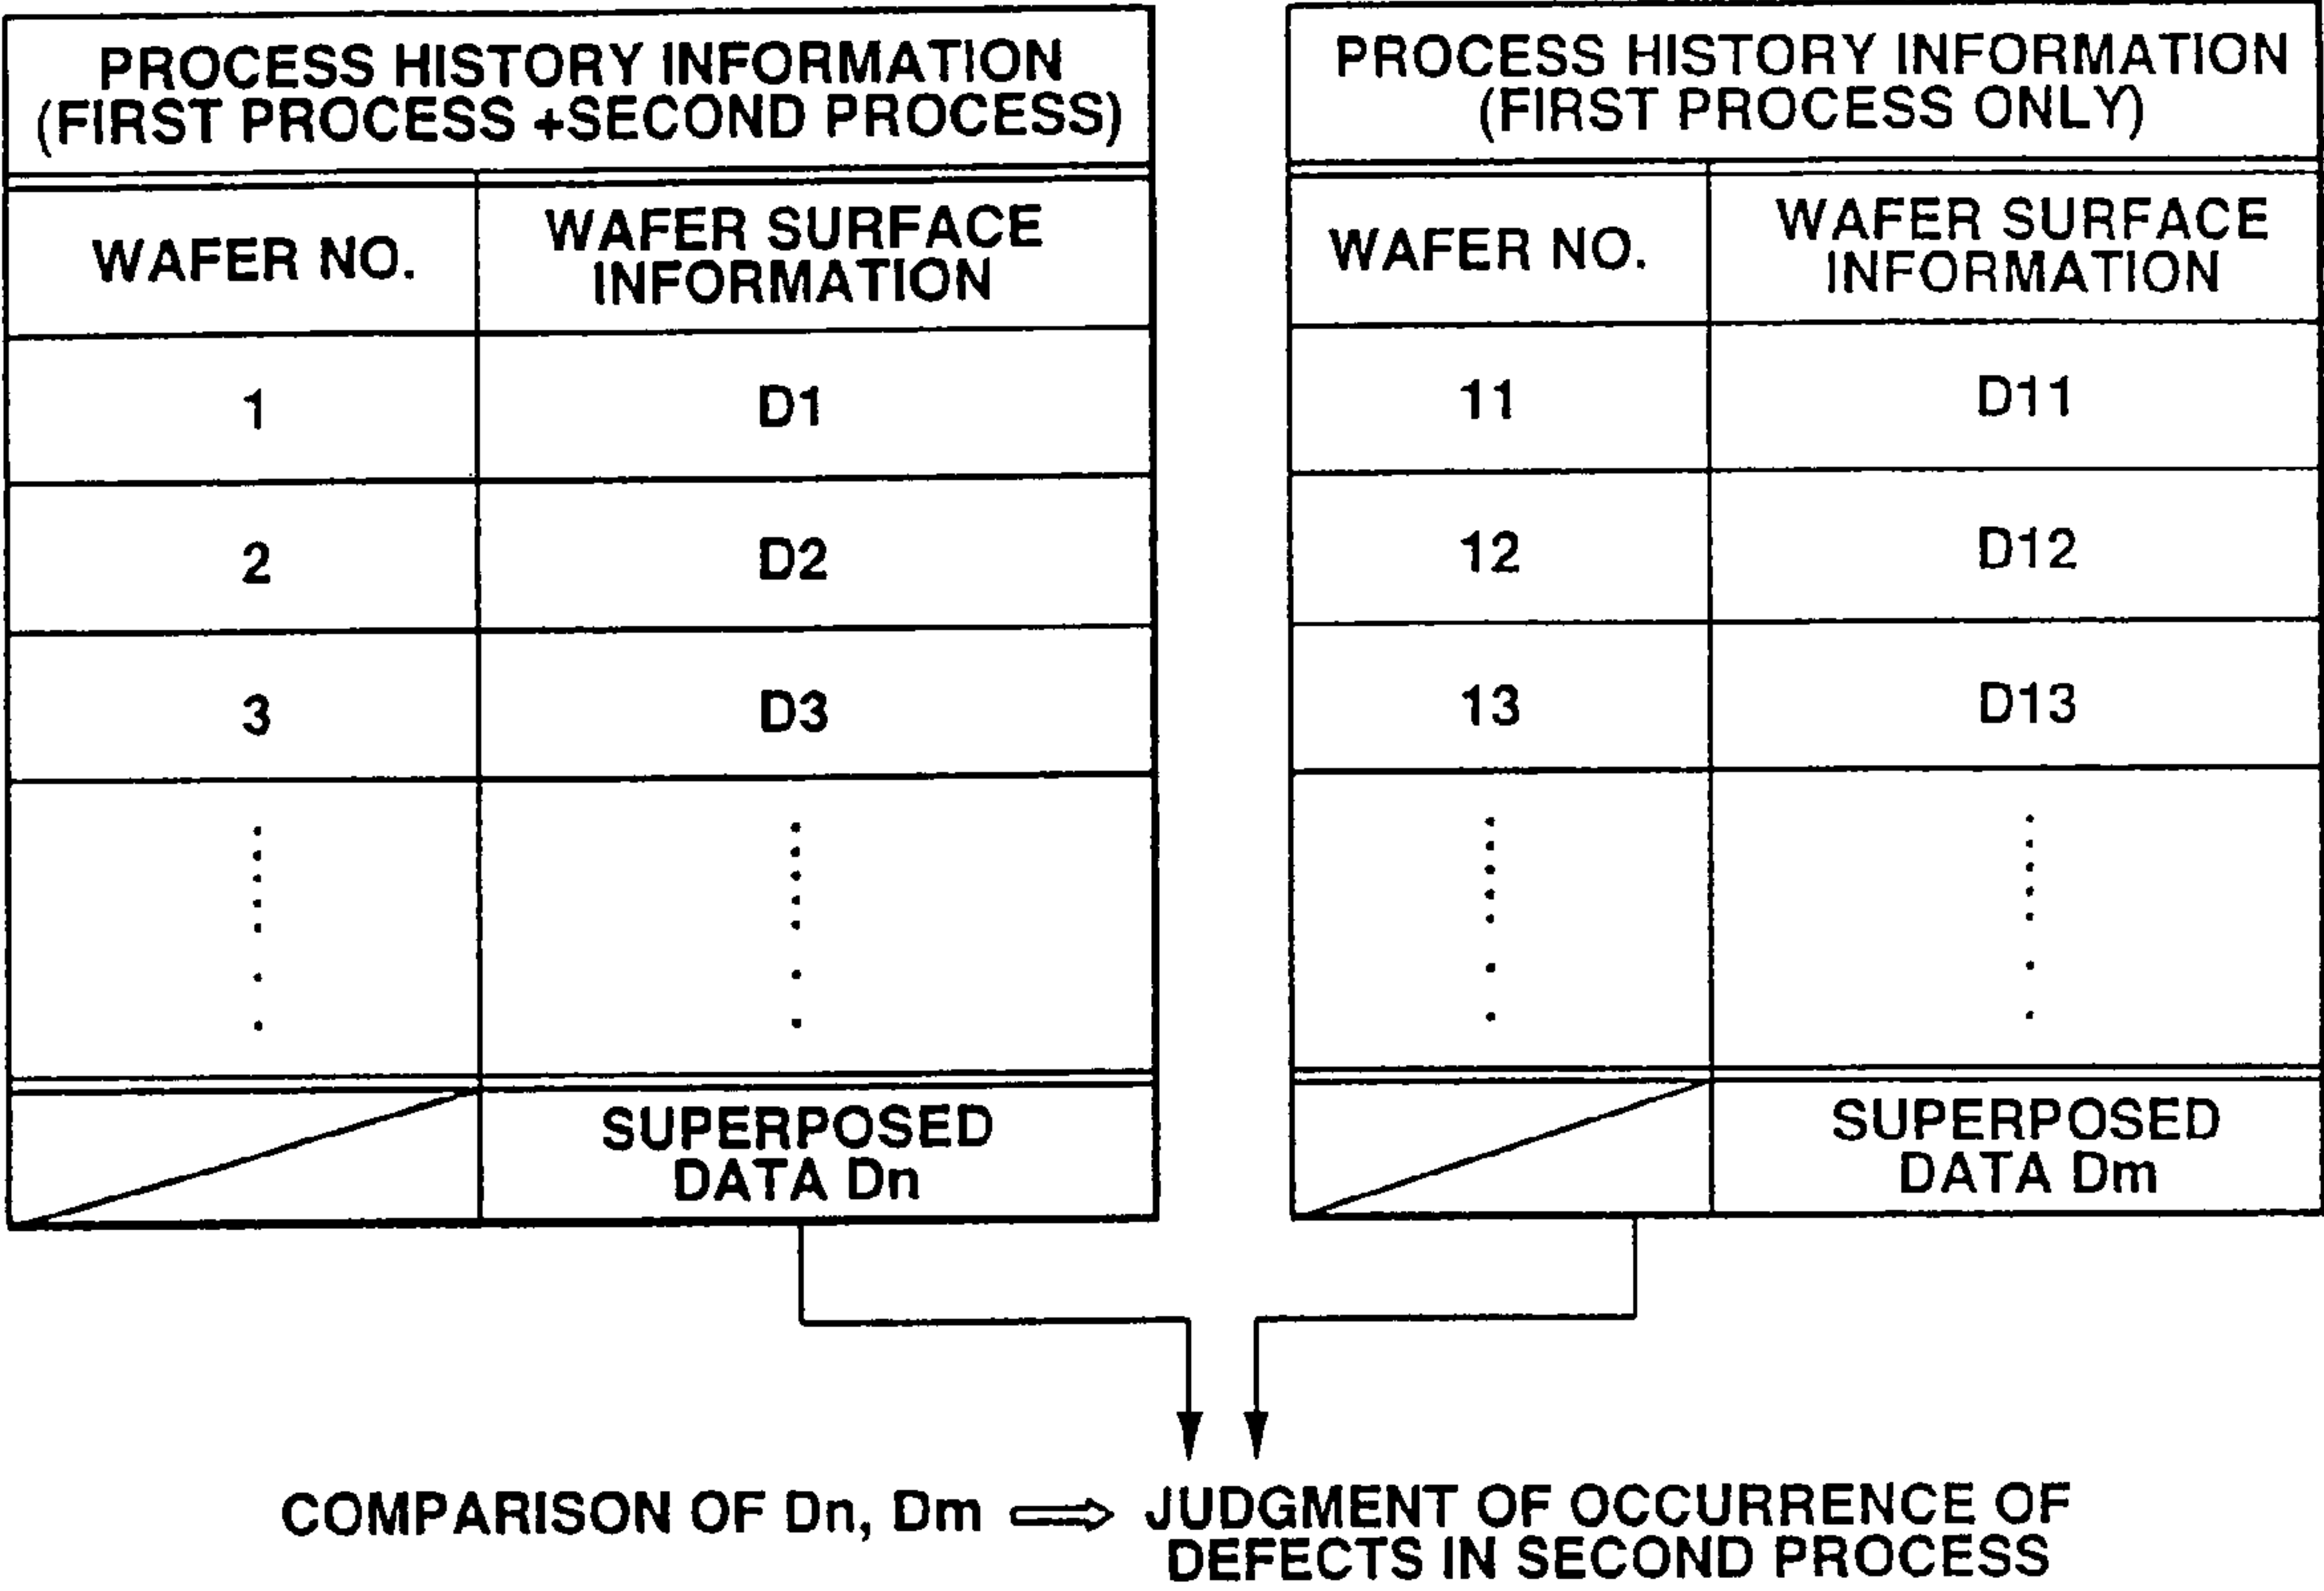 PROCESS HISTORY INFORMATION
(FIRST PROCESS +SECOND PROCESS)
WAFER NO.
WAFER SURFACE
INFORMATION
1
D1
2
D2
3
D3
SUPERPOSED
DATA Dn
PROCESS HISTORY INFORMATION
(FIRST PROCESS ONLY)
WAFER NO.
WAFER SURFACE
INFORMATION
11
D11
12
D12
13
D13
SUPERPOSED
DATA Dm
COMPARISON OF Dn, Dm ⇒ JUDGMENT OF OCCURRENCE OF
DEFECTS IN SECOND PROCESS